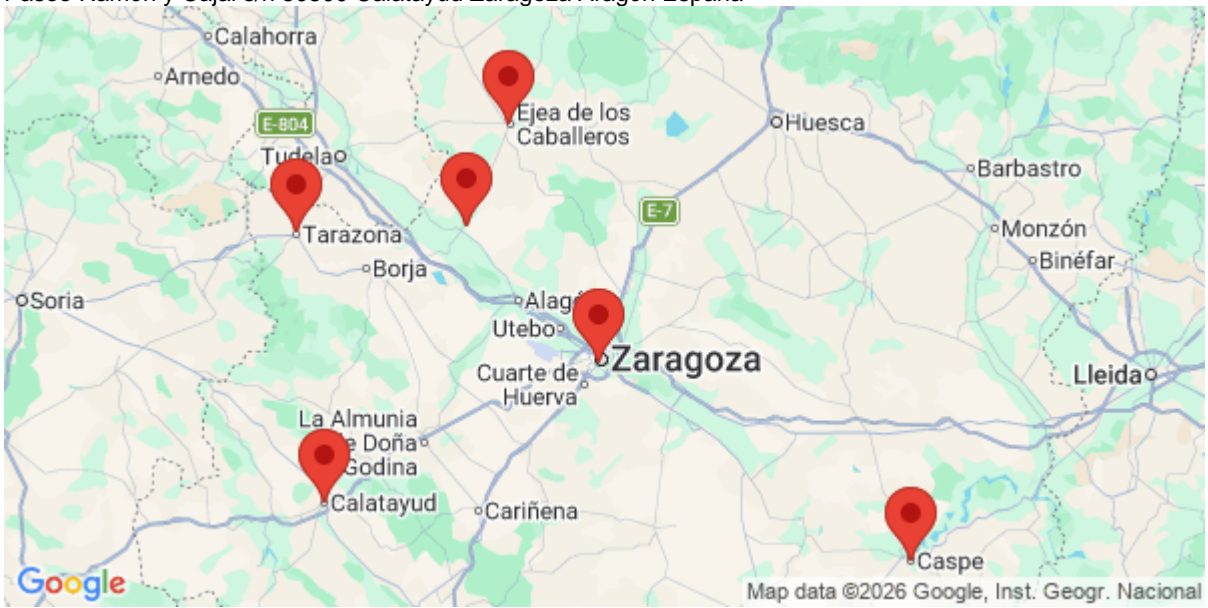 Calahorra
Arnedo
Ejea de los
Caballeros
E-804
Huesca
Tudela
Barbastro
E-7
Monzón
Tarazona
Binéfar
Borja
Soria
Utebo
Zaragoza
Cuarte de
Huerva
Lleida
La Almunia
Doña
Godina
Calatayud
Cariñena
Caspe
Google
Map data ©2026 Google, Inst. Geogr. Nacional